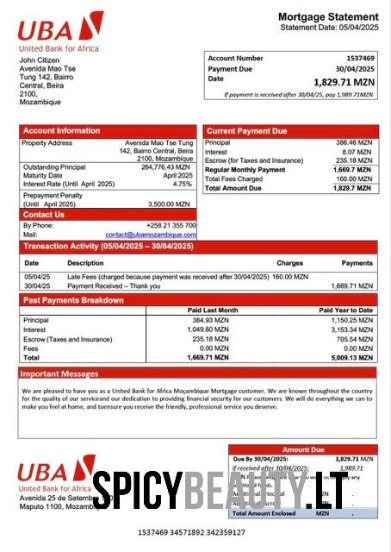 UBA
United Bank for Africa
Mortgage Statement
Statement Date: 05/04/2025
John Citizen
Avenida Mao Tse
Tung 142, Bairro
Central, Beira
2100,
Mozambique
Account Number 1537469
Payment Due 30/04/2025
Date 1,829.71 MZN
If payment is received after 30/04/25, pay 1,989.71MZN
Account Information
Property Address Avenida Mao Tse Tung
142, Bairro Central, Beira
2100, Mozambique
Outstanding Principal 264,776.43 MZN
Maturity Date April 2025
Interest Rate (Until April 2025) 4.75%
Prepayment Penalty
(Until April 2025) 3,500.00 MZN
Contact Us
By Phone: +258 21 355 700
Mail: contact@ubamozambique.com
Current Payment Due
Principal 386.46 MZN
Interest 8.07 MZN
Escrow (for Taxes and Insurance) 235.18 MZN
Regular Monthly Payment 1,669.7 MZN
Total Fees Charged 160.00 MZN
Total Amount Due 1,829.7 MZN
Transaction Activity (05/04/2025 – 30/04/2025)
Date Description Charges Payments
05/04/25 Late Fees (charged because payment was received after 30/04/2025) 160.00 MZN
30/04/25 Payment Received – Thank you 1,669.71 MZN
Past Payments Breakdown
Paid Last Month Paid Year to Date
Principal 384.93 MZN 1,150.25 MZN
Interest 1,049.60 MZN 3,153.34 MZN
Escrow (Taxes and Insurance) 235.18 MZN 705.54 MZN
Fees 0.00 MZN 0.00 MZN
Total 1,669.71 MZN 5,009.13 MZN
Important Messages
We are pleased to have you as a United Bank for Africa Moçambique Mortgage customer. We are known throughout the country
for the quality of our serviceand our dedication to providing financial security for our customers. We will do everything we can to
make you feel at home, and toensure you receive the friendly, professional service you deserve.
Amount Due
Due By 30/04/2025: 1,829.71 MZN
If received after 30/04/2025: 1,989.71
UBA
United Bank for Africa
Avenida 25 de Setembro
Maputo 1100, Mozambique
SPICYBEAUTY.LT
Principal MZN
MZN
Total Amount Enclosed MZN
1537469 34571892 342359127